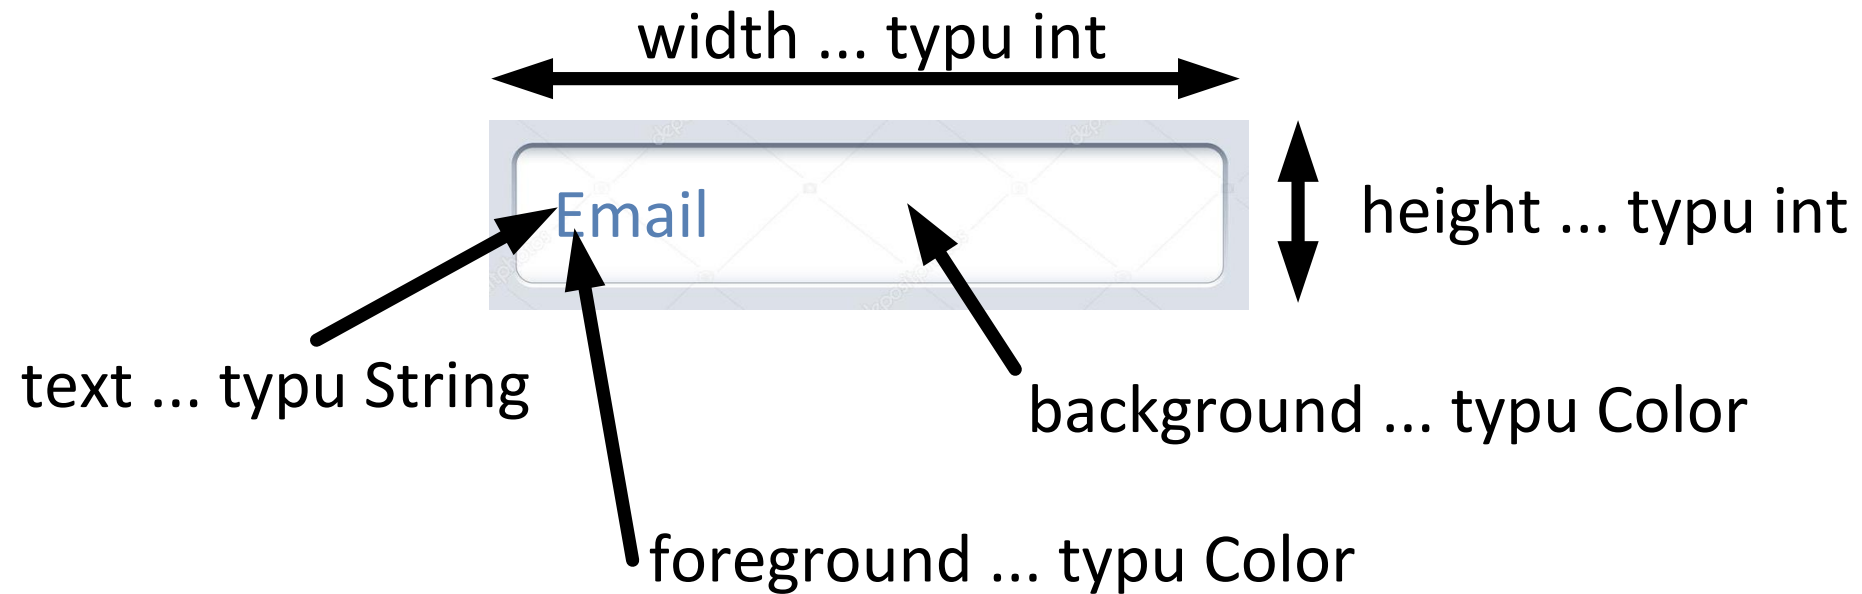 width ... typu int
Email
height ... typu int
text ... typu String
background ... typu Color
foreground ... typu Color